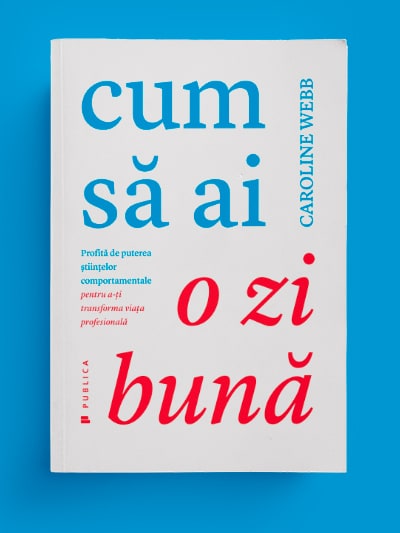 cum
să ai
CAROLINE WEBB
Profită de puterea
științelor
comportamentale
pentru a-ți
transforma viața
profesională
o zi
bună
PUBLICA